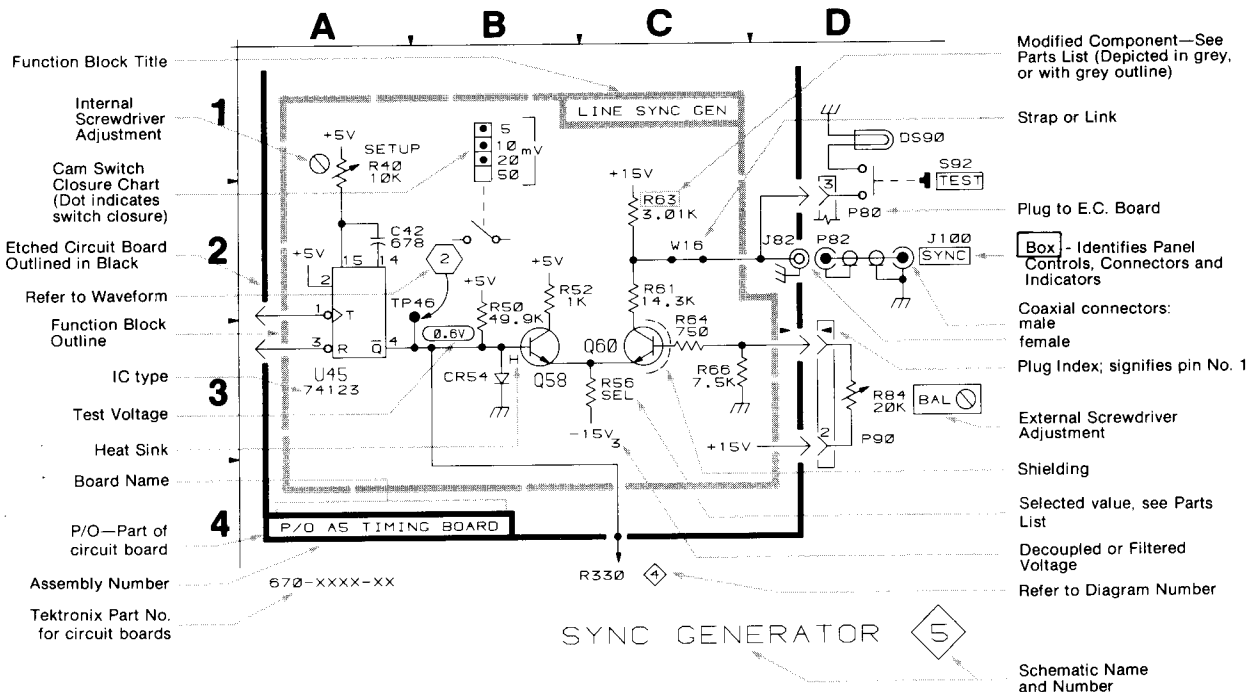 A
B
C
D
1
2
3
4
Function Block Title
Internal
Screwdriver
Adjustment
Cam Switch
Closure Chart
(Dot indicates
switch closure)
Etched Circuit Board
Outlined in Black
Refer to Waveform
Function Block
Outline
IC type
Test Voltage
Heat Sink
Board Name
P/O—Part of
circuit board
Assembly Number
Tektronix Part No.
for circuit boards
LINE SYNC GEN
+5V
SETUP
R40
10K
C42
678
+5V
15
14
2
1
T
3
R
Q̅
4
U45
74123
5
10
20
50
mV
2
TP46
0.6V
+5V
R50
49.9K
+5V
R52
1K
H
Q58
CR54
+15V
R63
3.01K
W16
R61
14.3K
R64
750
Q60
R56
SEL
-15V
3
R66
7.5K
+15V
DS90
S92
TEST
3
P80
J82
P82
J100
SYNC
R84
20K
BAL
2
P90
P/O A5 TIMING BOARD
670-XXXX-XX
R330
4
SYNC GENERATOR
5
Modified Component—See
Parts List (Depicted in grey,
or with grey outline)
Strap or Link
Plug to E.C. Board
Box - Identifies Panel
Controls, Connectors and
Indicators
Coaxial connectors:
male
female
Plug Index; signifies pin No. 1
External Screwdriver
Adjustment
Shielding
Selected value, see Parts
List
Decoupled or Filtered
Voltage
Refer to Diagram Number
Schematic Name
and Number